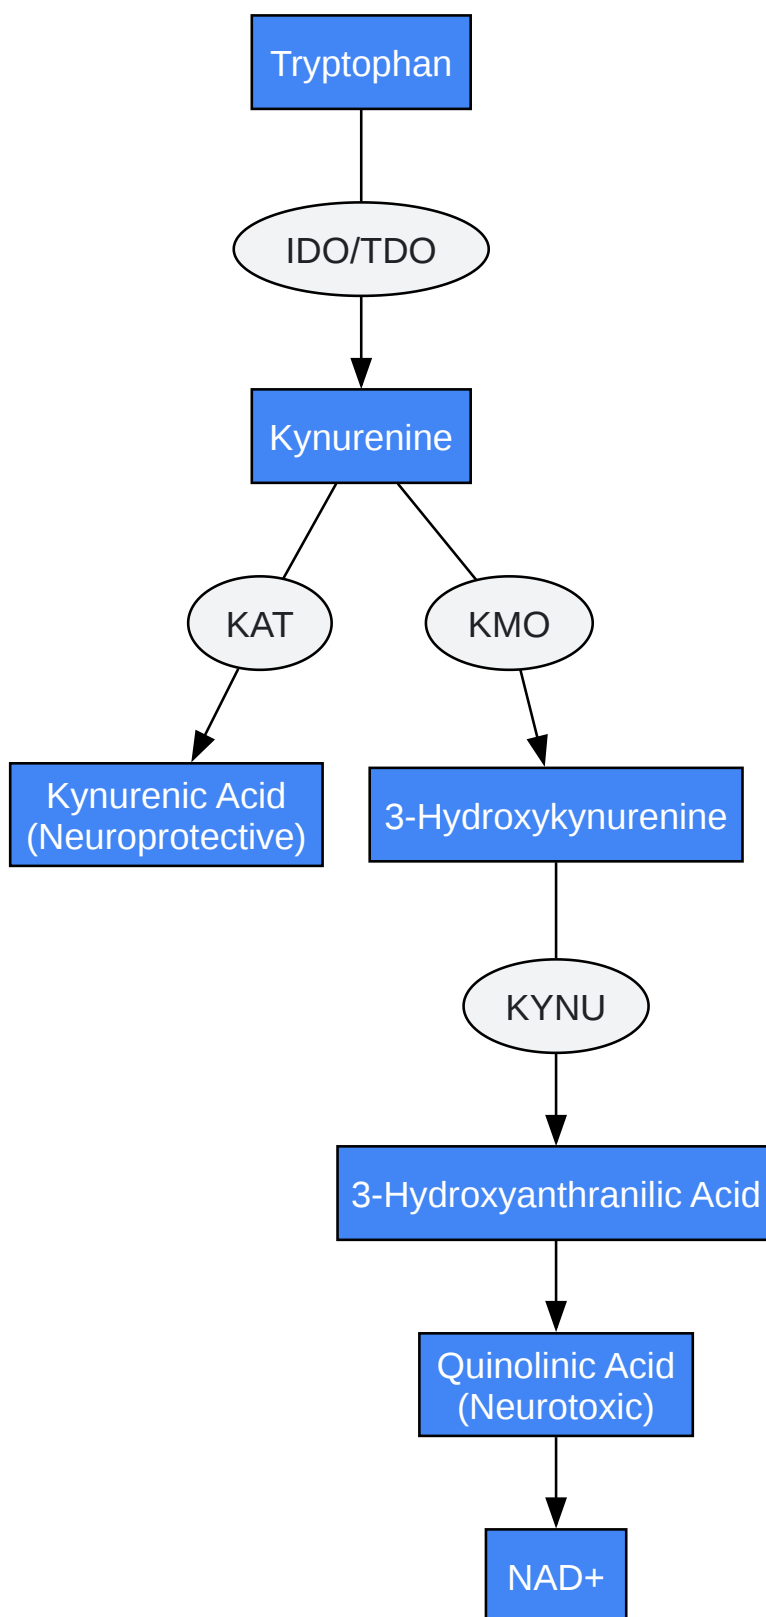 Tryptophan
IDO/TDO
Kynurenine
KAT
KMO
Kynurenic Acid
(Neuroprotective)
3-Hydroxykynurenine
KYNU
3-Hydroxyanthranilic Acid
Quinolinic Acid
(Neurotoxic)
NAD+